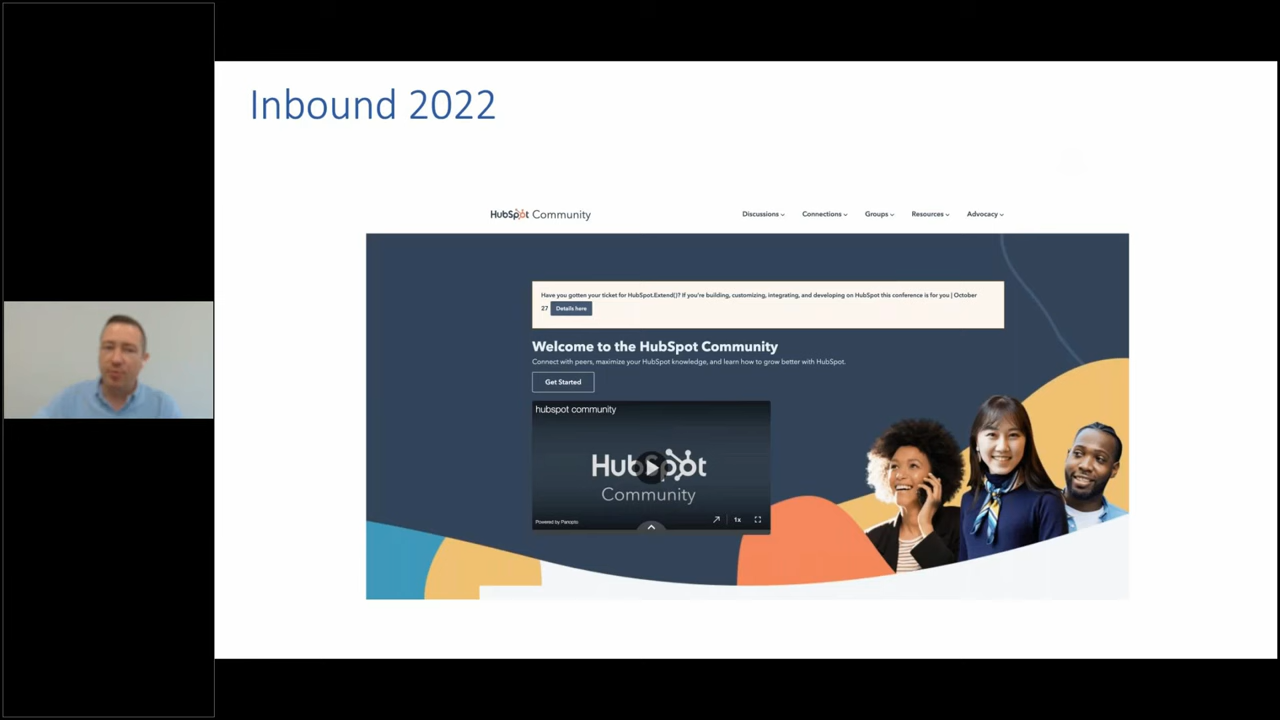 Inbound 2022
HubSpot Community
Discussions
Connections
Groups
Resources
Advocacy
Have you gotten your ticket for HubSpot.Extend()? If you're building, customizing, integrating, and developing on HubSpot this conference is for you | October
27 Details here
Welcome to the HubSpot Community
Connect with peers, maximize your HubSpot knowledge, and learn how to grow better with HubSpot.
Get Started
hubspot community
HubSpot
Community
Powered by Panopto
1x